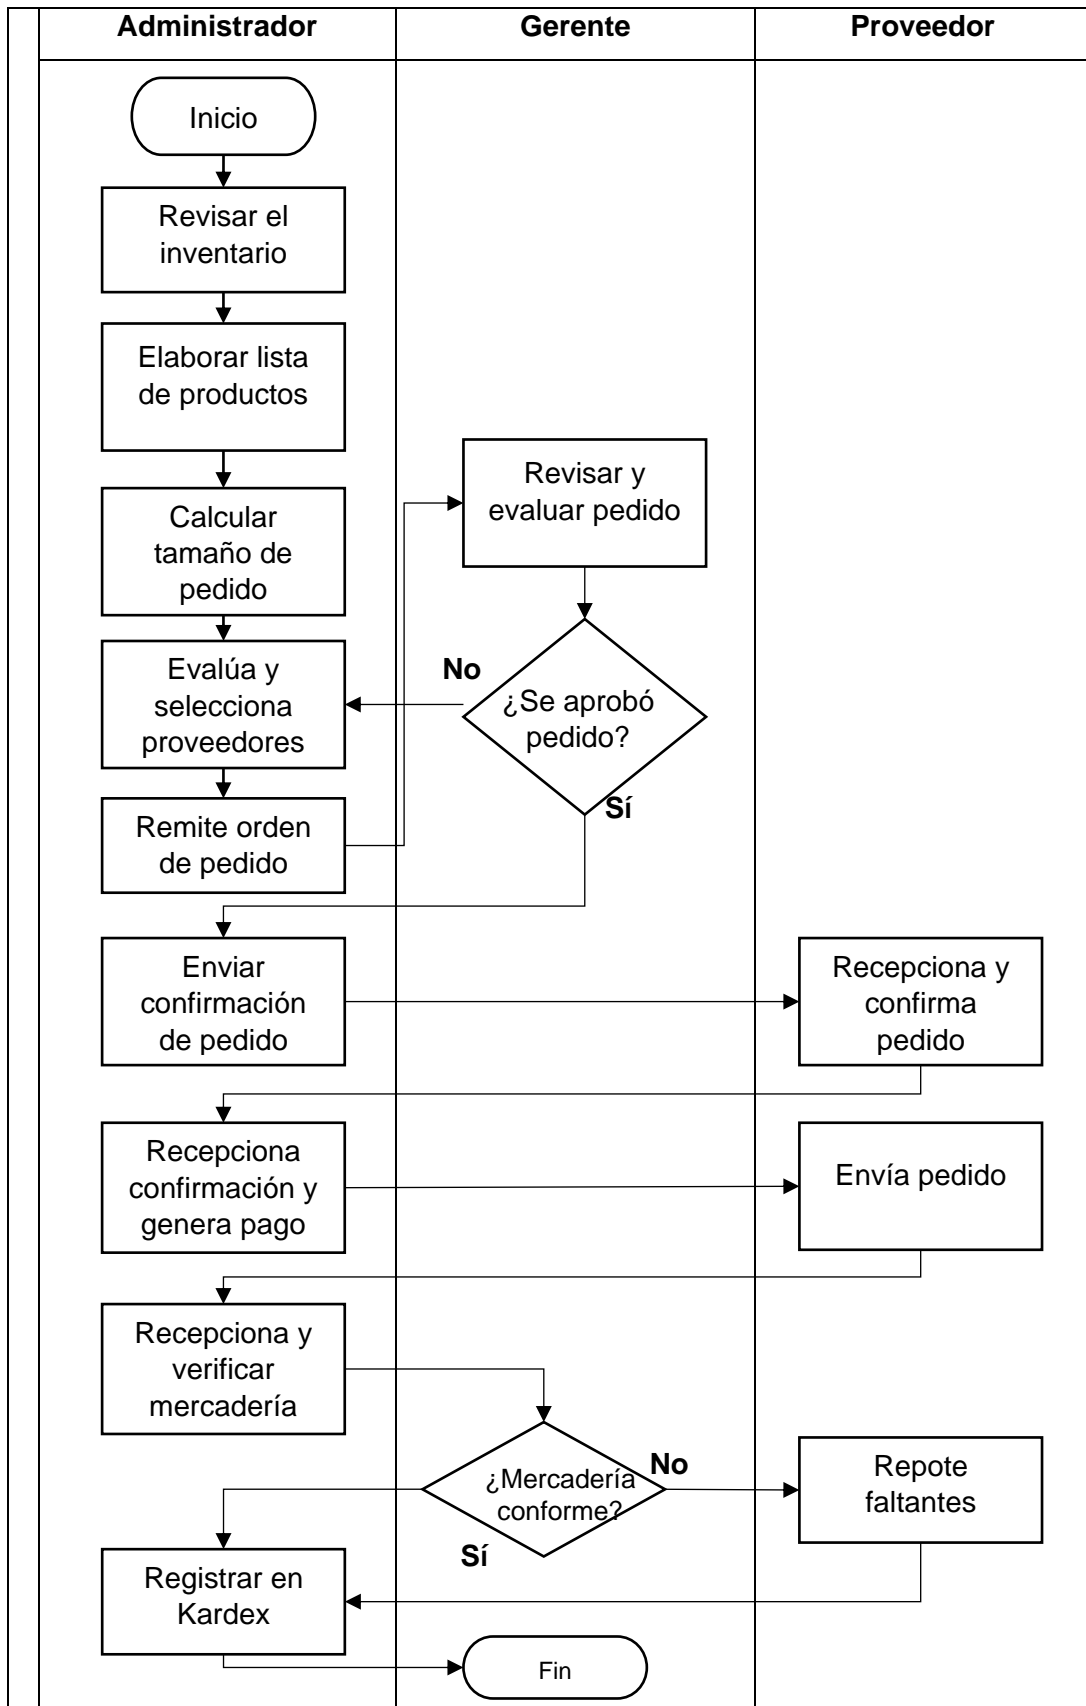 Administrador
Gerente
Proveedor
Inicio
Revisar el
inventario
Elaborar lista
de productos
Calcular
tamaño de
pedido
Evalúa y
selecciona
proveedores
Remite orden
de pedido
Revisar y
evaluar pedido
No
¿Se aprobó
pedido?
Sí
Enviar
confirmación
de pedido
Recepciona y
confirma
pedido
Recepciona
confirmación y
genera pago
Envía pedido
Recepciona y
verificar
mercadería
¿Mercadería
conforme?
No
Sí
Repote
faltantes
Registrar en
Kardex
Fin